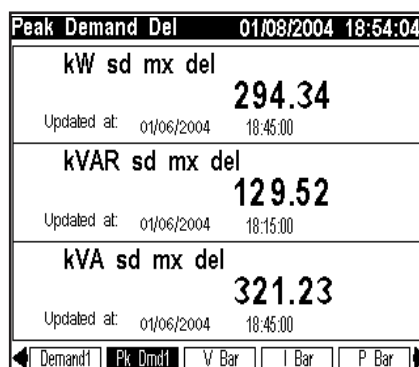 Peak Demand Del 01/08/2004 18:54:04
kW sd mx del
294.34
Updated at: 01/06/2004 18:45:00
kVAR sd mx del
129.52
Updated at: 01/06/2004 18:15:00
kVA sd mx del
321.23
Updated at: 01/06/2004 18:45:00
Demand1 Pk Dmd1 V Bar I Bar P Bar